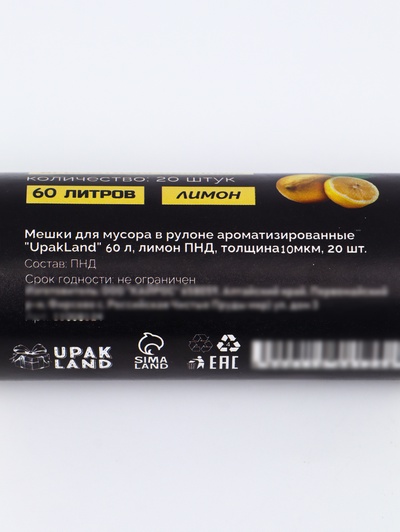 количество: 20 штук
60 ЛИТРОВ ЛИМОН
Мешки для мусора в рулоне ароматизированные
"UpakLand" 60 л, лимон ПНД, толщина10мкм, 20 шт.
Состав: ПНД
Срок годности: не ограничен
UPAK
LAND
SIMA
LAND
EAC